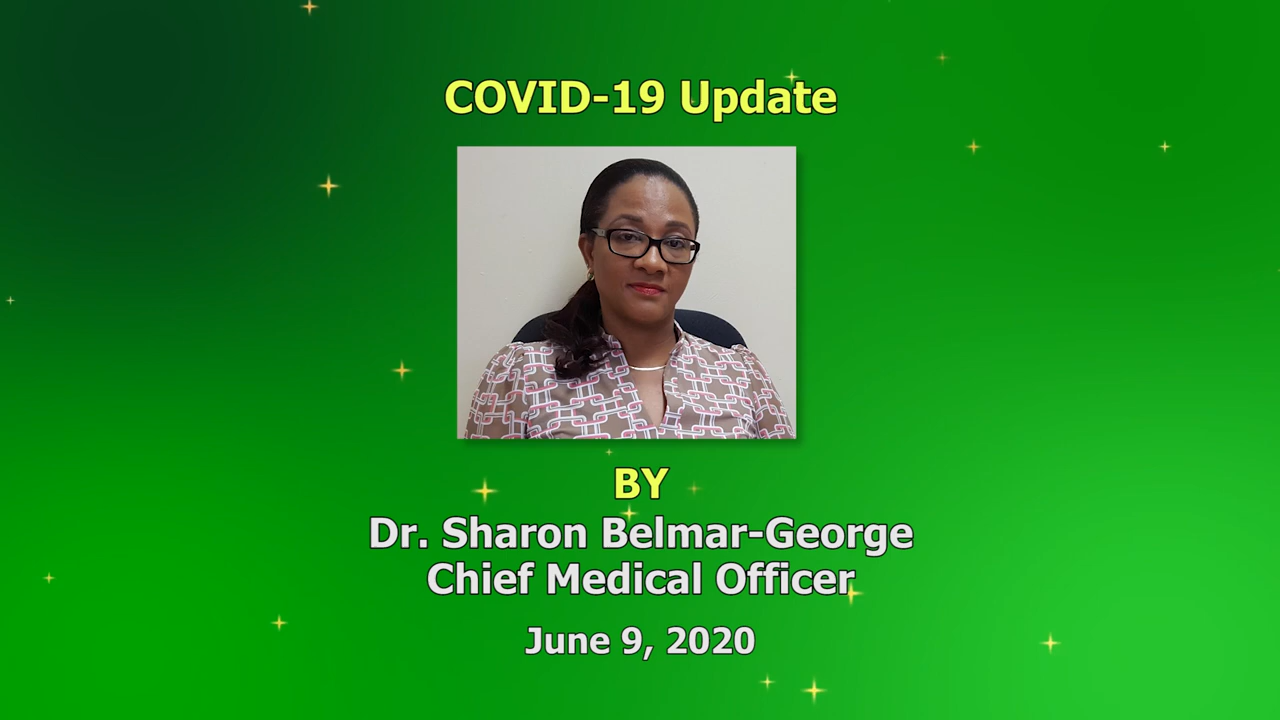 COVID-19 Update
BY
Dr. Sharon Belmar-George
Chief Medical Officer
June 9, 2020